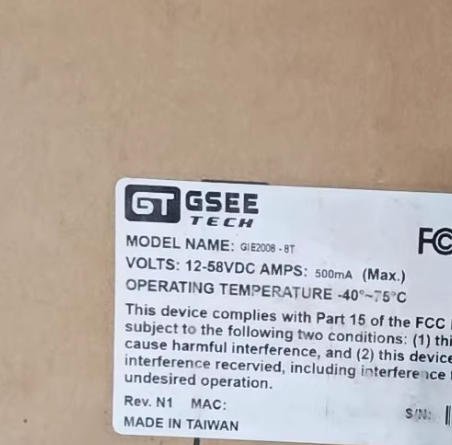 GT GSEE
TECH
MODEL NAME: GIE2008-8T
FC
VOLTS: 12-58VDC AMPS: 500mA (Max.)
OPERATING TEMPERATURE -40°~75°C
This device complies with Part 15 of the FCC
subject to the following two conditions: (1) thi
cause harmful interference, and (2) this device
interference recervied, including interference
undesired operation.
Rev. N1 MAC:
S/N:
MADE IN TAIWAN